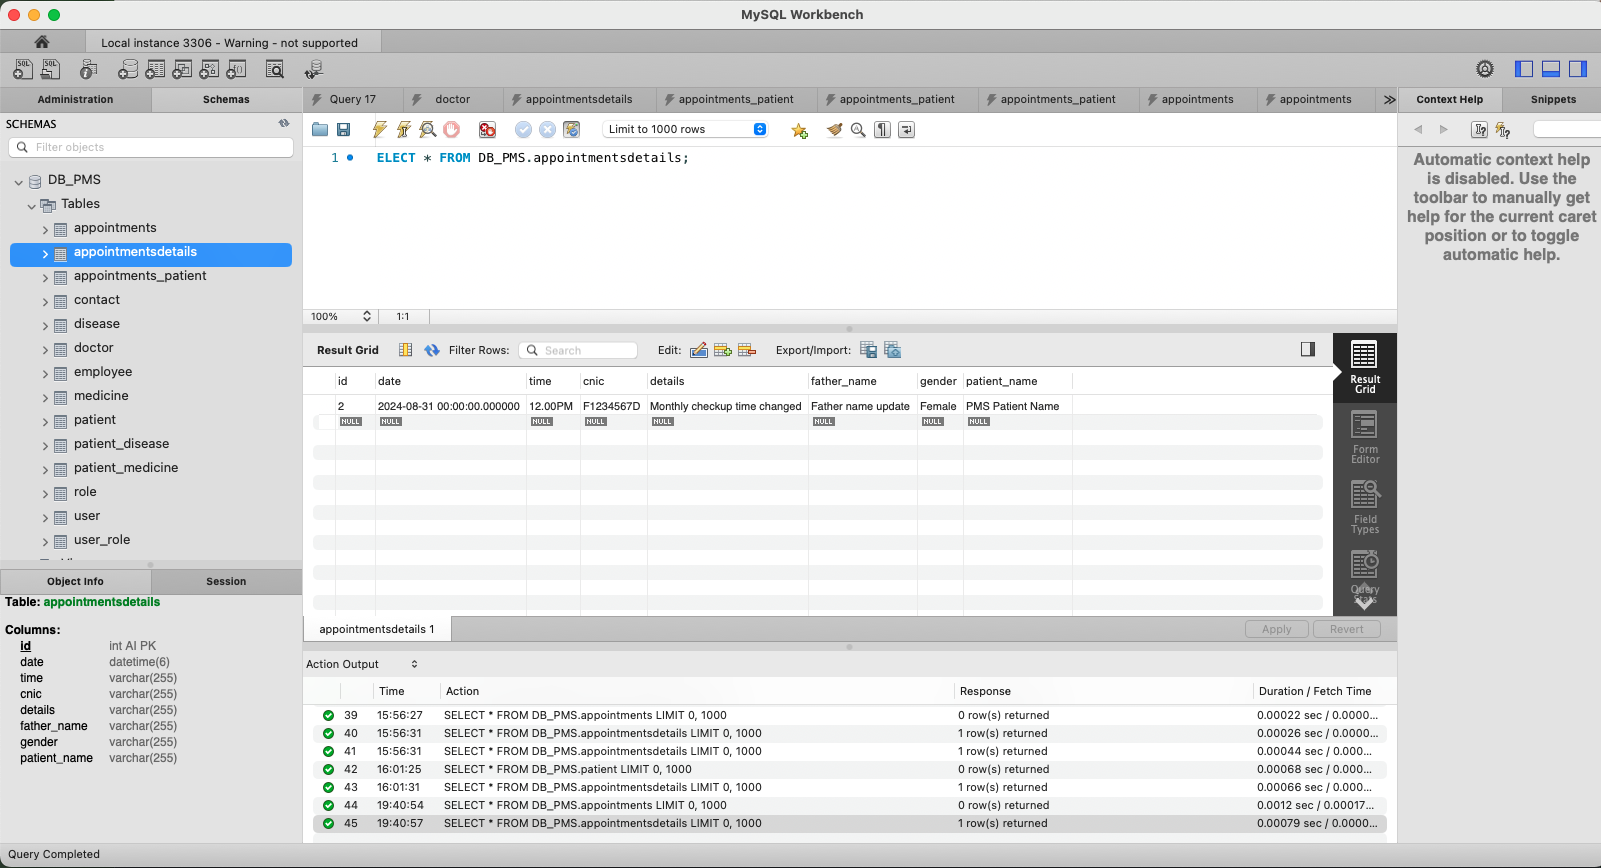 MySQL Workbench
Local instance 3306 - Warning - not supported
Administration
Schemas
SCHEMAS
Filter objects
DB_PMS
Tables
appointments
appointmentsdetails
appointments_patient
contact
disease
doctor
employee
medicine
patient
patient_disease
patient_medicine
role
user
user_role
Object Info
Session
Table: appointmentsdetails
Columns:
id int AI PK
date datetime(6)
time varchar(255)
cnic varchar(255)
details varchar(255)
father_name varchar(255)
gender varchar(255)
patient_name varchar(255)
Query Completed
Query 17
doctor
appointmentsdetails
appointments_patient
appointments_patient
appointments_patient
appointments
appointments
Limit to 1000 rows
1 ELECT * FROM DB_PMS.appointmentsdetails;
100% 1:1
Result Grid Filter Rows: Search Edit: Export/Import:
id date time cnic details father_name gender patient_name
2 2024-08-31 00:00:00.000000 12.00PM F1234567D Monthly checkup time changed Father name update Female PMS Patient Name
NULL NULL NULL NULL NULL NULL NULL NULL
Result
Grid
Form
Editor
Field
Types
Query
Stats
appointmentsdetails 1
Apply
Revert
Action Output
Time Action Response Duration / Fetch Time
39 15:56:27 SELECT * FROM DB_PMS.appointments LIMIT 0, 1000 0 row(s) returned 0.00022 sec / 0.0000...
40 15:56:31 SELECT * FROM DB_PMS.appointmentsdetails LIMIT 0, 1000 1 row(s) returned 0.00026 sec / 0.000...
41 15:56:31 SELECT * FROM DB_PMS.appointmentsdetails LIMIT 0, 1000 1 row(s) returned 0.00044 sec / 0.000...
42 16:01:25 SELECT * FROM DB_PMS.patient LIMIT 0, 1000 0 row(s) returned 0.00068 sec / 0.000...
43 16:01:31 SELECT * FROM DB_PMS.appointmentsdetails LIMIT 0, 1000 1 row(s) returned 0.00066 sec / 0.000...
44 19:40:54 SELECT * FROM DB_PMS.appointments LIMIT 0, 1000 0 row(s) returned 0.0012 sec / 0.00017...
45 19:40:57 SELECT * FROM DB_PMS.appointmentsdetails LIMIT 0, 1000 1 row(s) returned 0.00079 sec / 0.0000...
Context Help
Snippets
Automatic context help
is disabled. Use the
toolbar to manually get
help for the current caret
position or to toggle
automatic help.